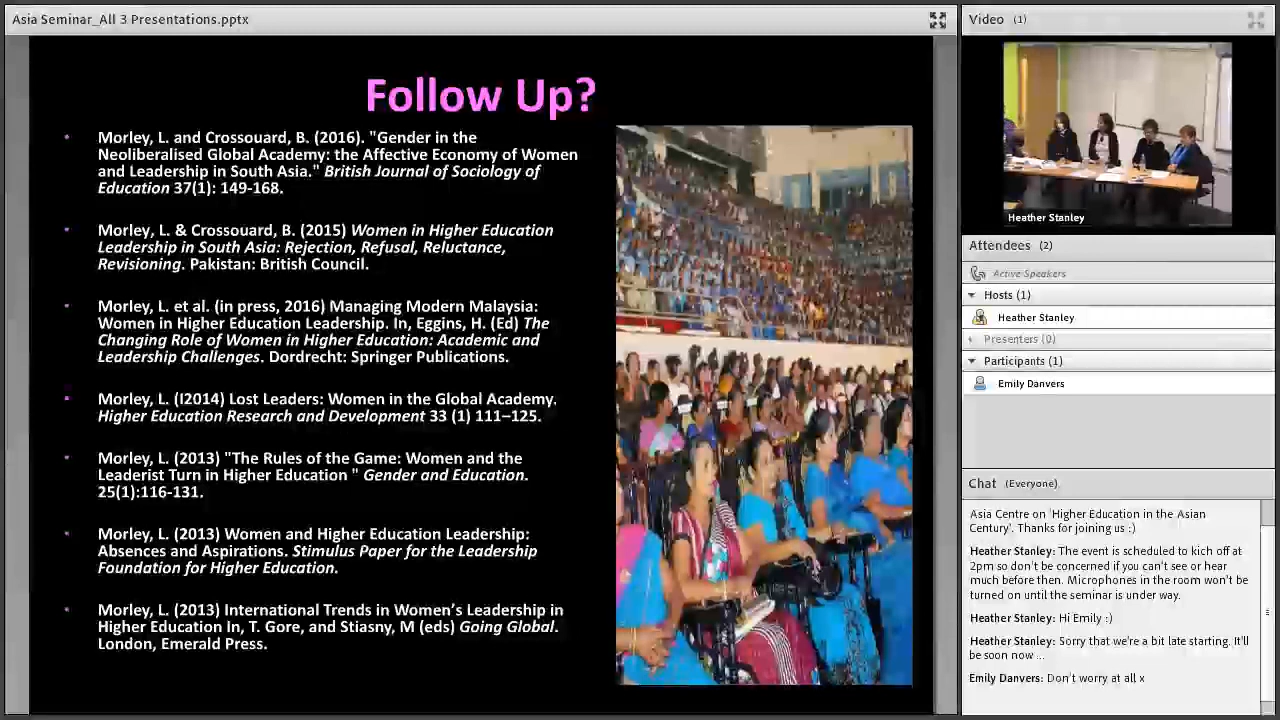 Asia Seminar_All 3 Presentations.pptx
Follow Up?
Morley, L. and Crossouard, B. (2016). "Gender in the
Neoliberalised Global Academy: the Affective Economy of Women
and Leadership in South Asia." British Journal of Sociology of
Education 37(1): 149-168.
Morley, L. & Crossouard, B. (2015) Women in Higher Education
Leadership in South Asia: Rejection, Refusal, Reluctance,
Revisioning. Pakistan: British Council.
Morley, L. et al. (in press, 2016) Managing Modern Malaysia:
Women in Higher Education Leadership. In, Eggins, H. (Ed) The
Changing Role of Women in Higher Education: Academic and
Leadership Challenges. Dordrecht: Springer Publications.
Morley, L. (I2014) Lost Leaders: Women in the Global Academy.
Higher Education Research and Development 33 (1) 111–125.
Morley, L. (2013) "The Rules of the Game: Women and the
Leaderist Turn in Higher Education " Gender and Education.
25(1):116-131.
Morley, L. (2013) Women and Higher Education Leadership:
Absences and Aspirations. Stimulus Paper for the Leadership
Foundation for Higher Education.
Morley, L. (2013) International Trends in Women's Leadership in
Higher Education In, T. Gore, and Stiasny, M (eds) Going Global.
London, Emerald Press.
Video (1)
Heather Stanley
Attendees (2)
Active Speakers
Hosts (1)
Heather Stanley
Presenters (0)
Participants (1)
Emily Danvers
Chat (Everyone)
Asia Centre on 'Higher Education in the Asian
Century'. Thanks for joining us :)
Heather Stanley: The event is scheduled to kick off at
2pm so don't be concerned if you can't see or hear
much before then. Microphones in the room won't be
turned on until the seminar is under way.
Heather Stanley: Hi Emily :)
Heather Stanley: Sorry that we're a bit late starting. It'll
be soon now ...
Emily Danvers: Don't worry at all x